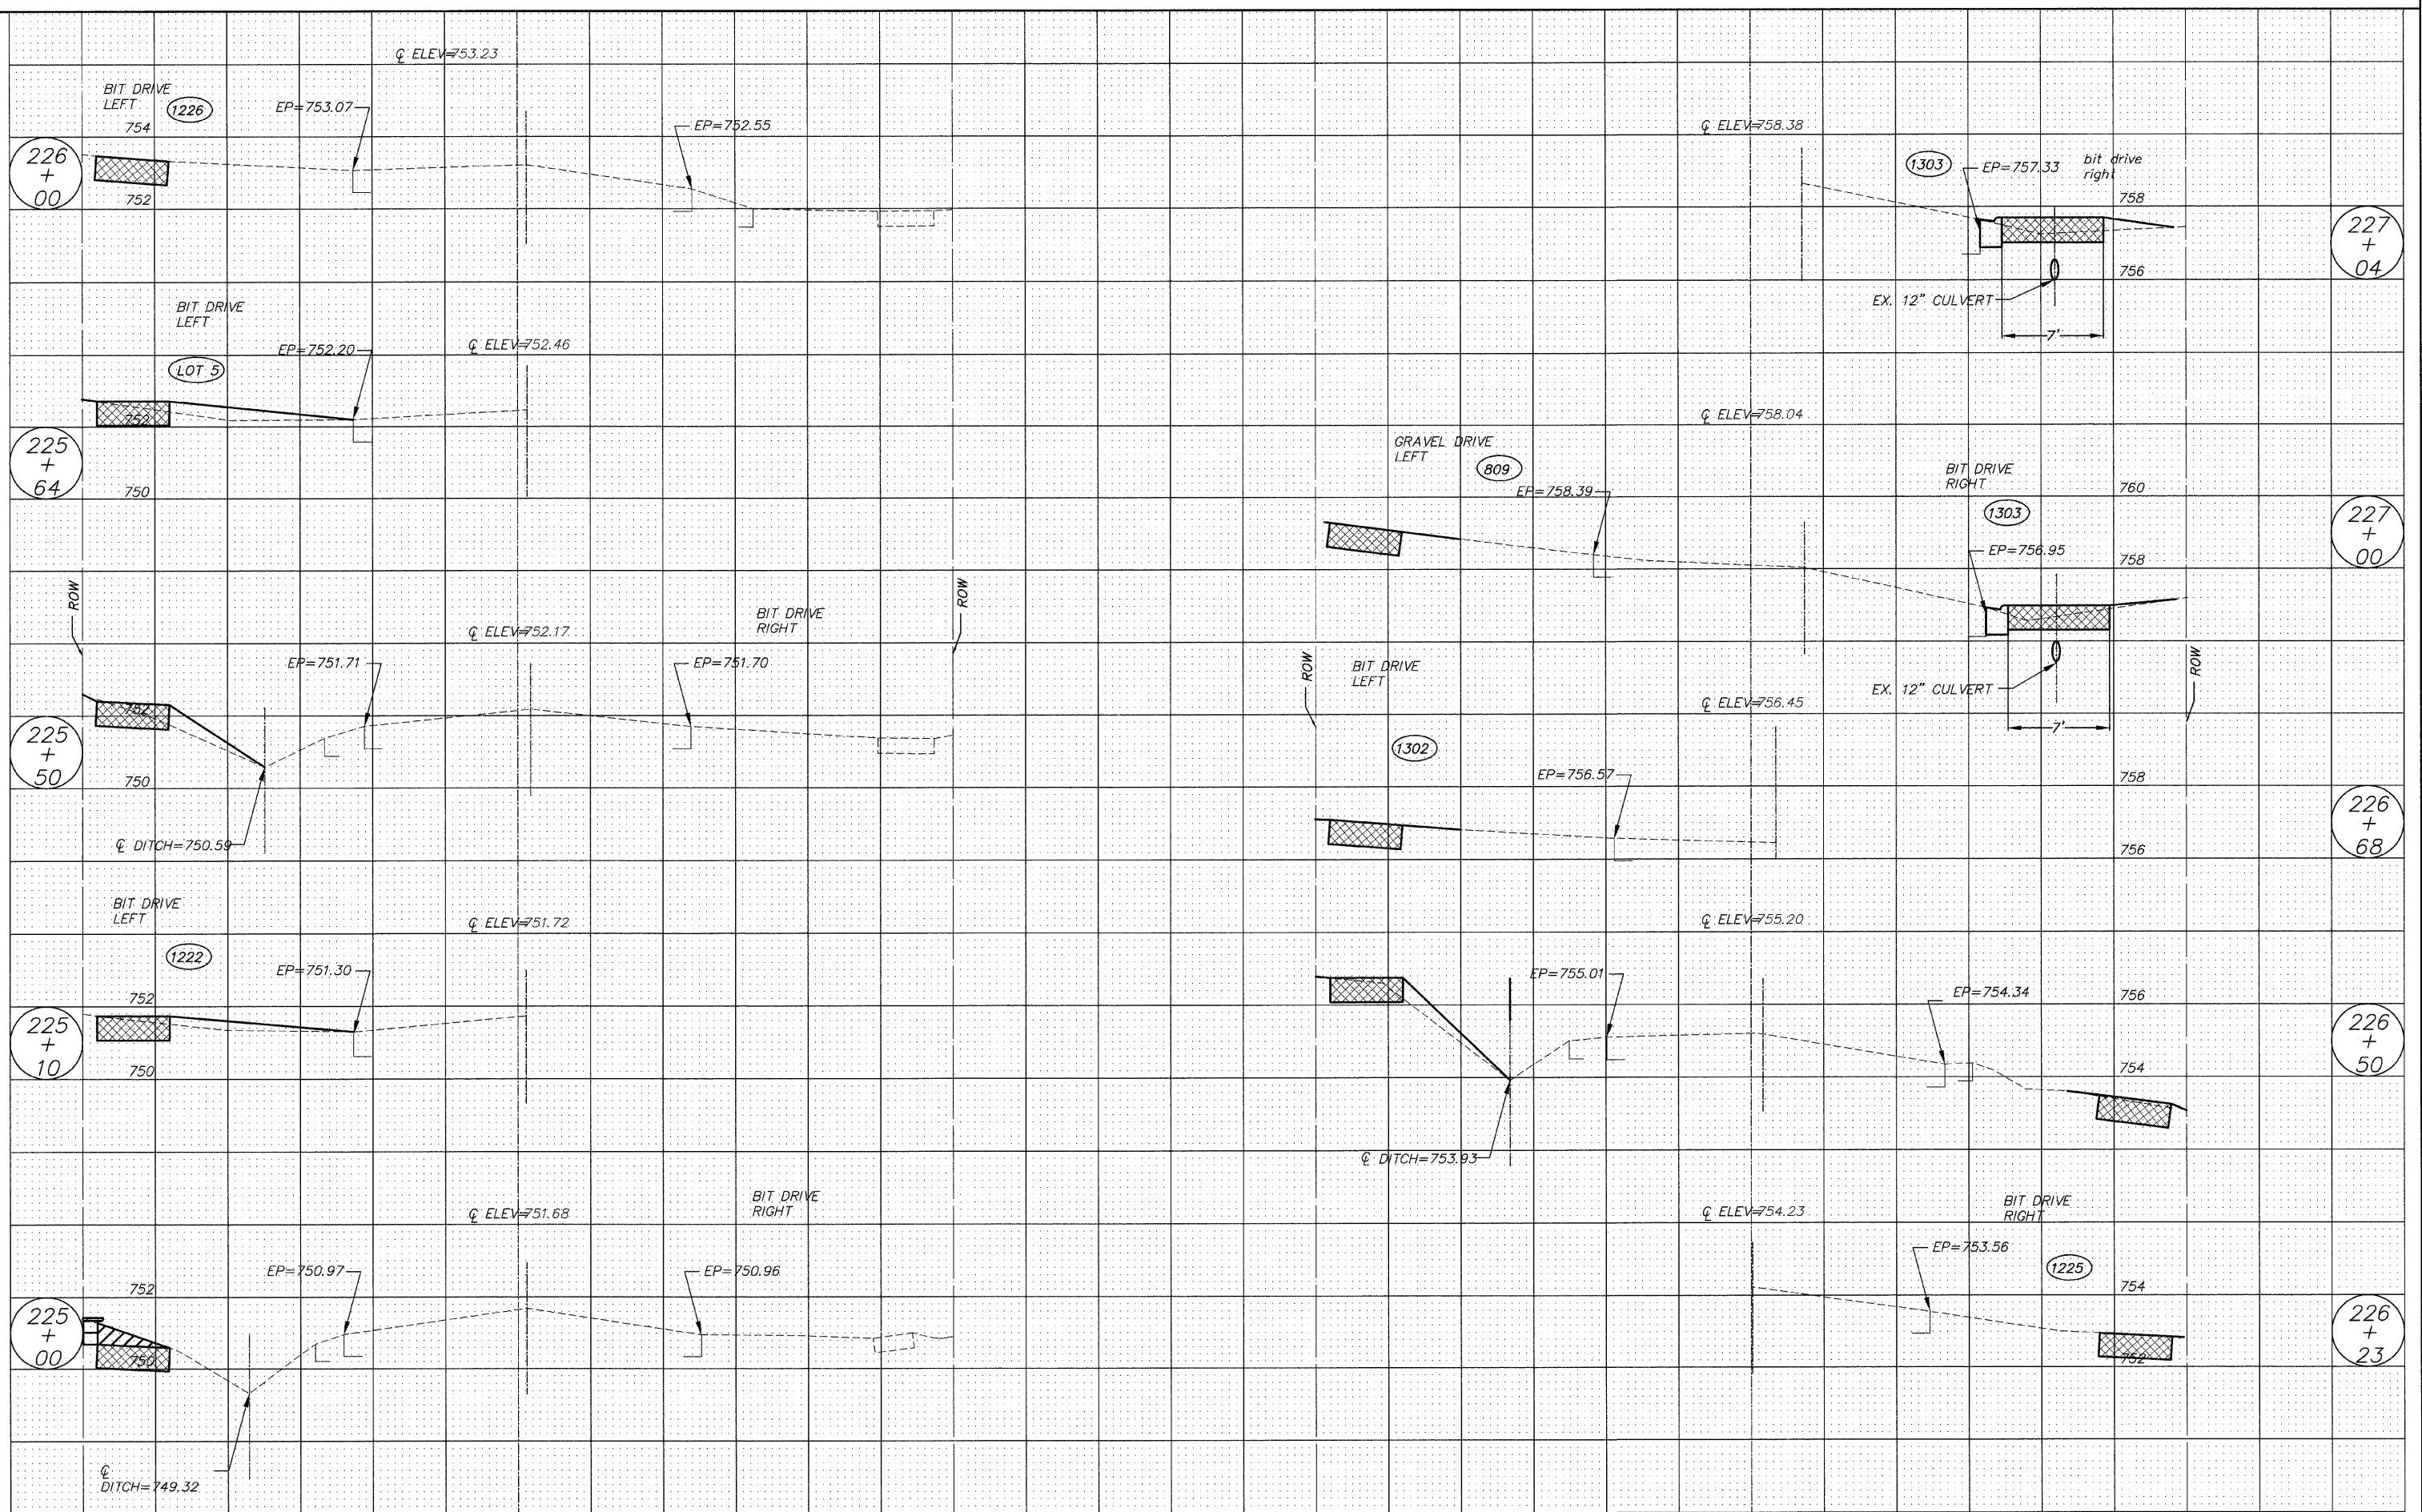 ℄ ELEV=753.23
BIT DRIVE
LEFT
1226
EP=753.07
EP=752.55
754
752
226
+
00
BIT DRIVE
LEFT
℄ ELEV=752.46
EP=752.20
LOT 5
752
750
225
+
64
ROW
ROW
BIT DRIVE
RIGHT
℄ ELEV=752.17
EP=751.71
EP=751.70
752
750
225
+
50
℄ DITCH=750.59
BIT DRIVE
LEFT
℄ ELEV=751.72
1222
EP=751.30
752
750
225
+
10
BIT DRIVE
RIGHT
℄ ELEV=751.68
EP=750.97
EP=750.96
752
750
225
+
00
℄
DITCH=749.32
℄ ELEV=758.38
1303
EP=757.33
bit drive
right
758
756
227
+
04
EX. 12" CULVERT
7'
℄ ELEV=758.04
GRAVEL DRIVE
LEFT
809
EP=758.39
BIT DRIVE
RIGHT
1303
EP=756.95
760
758
227
+
00
EX. 12" CULVERT
7'
ROW
ROW
BIT DRIVE
LEFT
℄ ELEV=756.45
1302
EP=756.57
758
756
226
+
68
℄ ELEV=755.20
EP=755.01
EP=754.34
756
754
226
+
50
℄ DITCH=753.93
℄ ELEV=754.23
BIT DRIVE
RIGHT
EP=753.56
1225
754
752
226
+
23